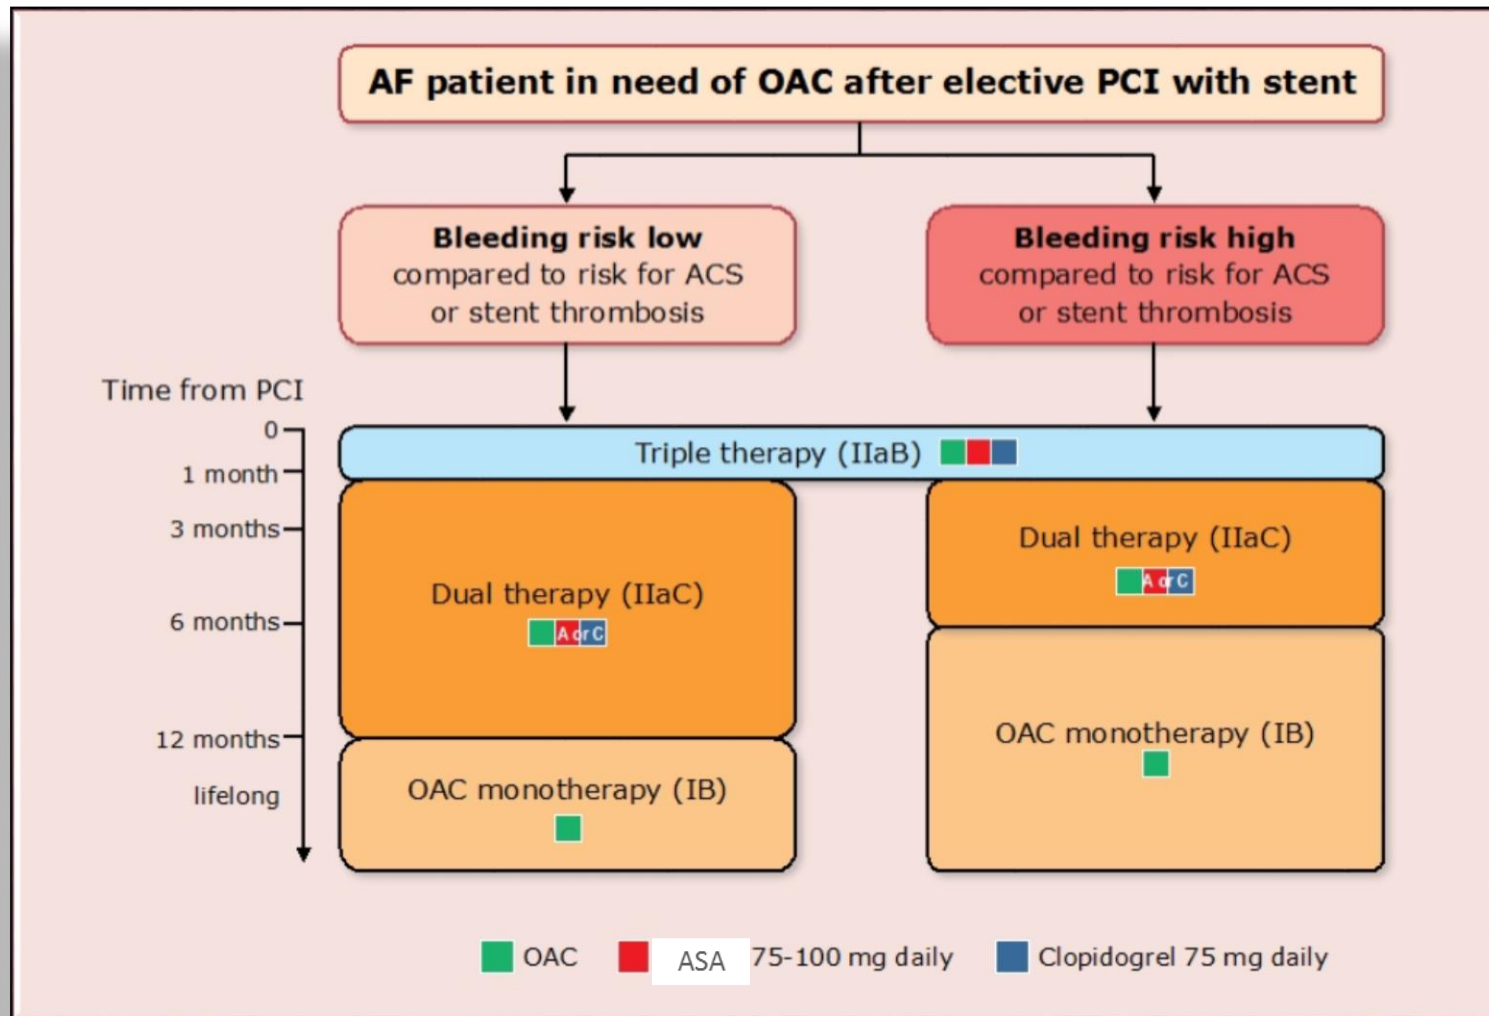 AF patient in need of OAC after elective PCI with stent
Bleeding risk low
compared to risk for ACS
or stent thrombosis
Bleeding risk high
compared to risk for ACS
or stent thrombosis
Time from PCI
0
1 month
3 months
6 months
12 months
lifelong
Triple therapy (IIaB)
Dual therapy (IIaC)
A or C
OAC monotherapy (IB)
Dual therapy (IIaC)
A or C
OAC monotherapy (IB)
OAC
ASA 75-100 mg daily
Clopidogrel 75 mg daily